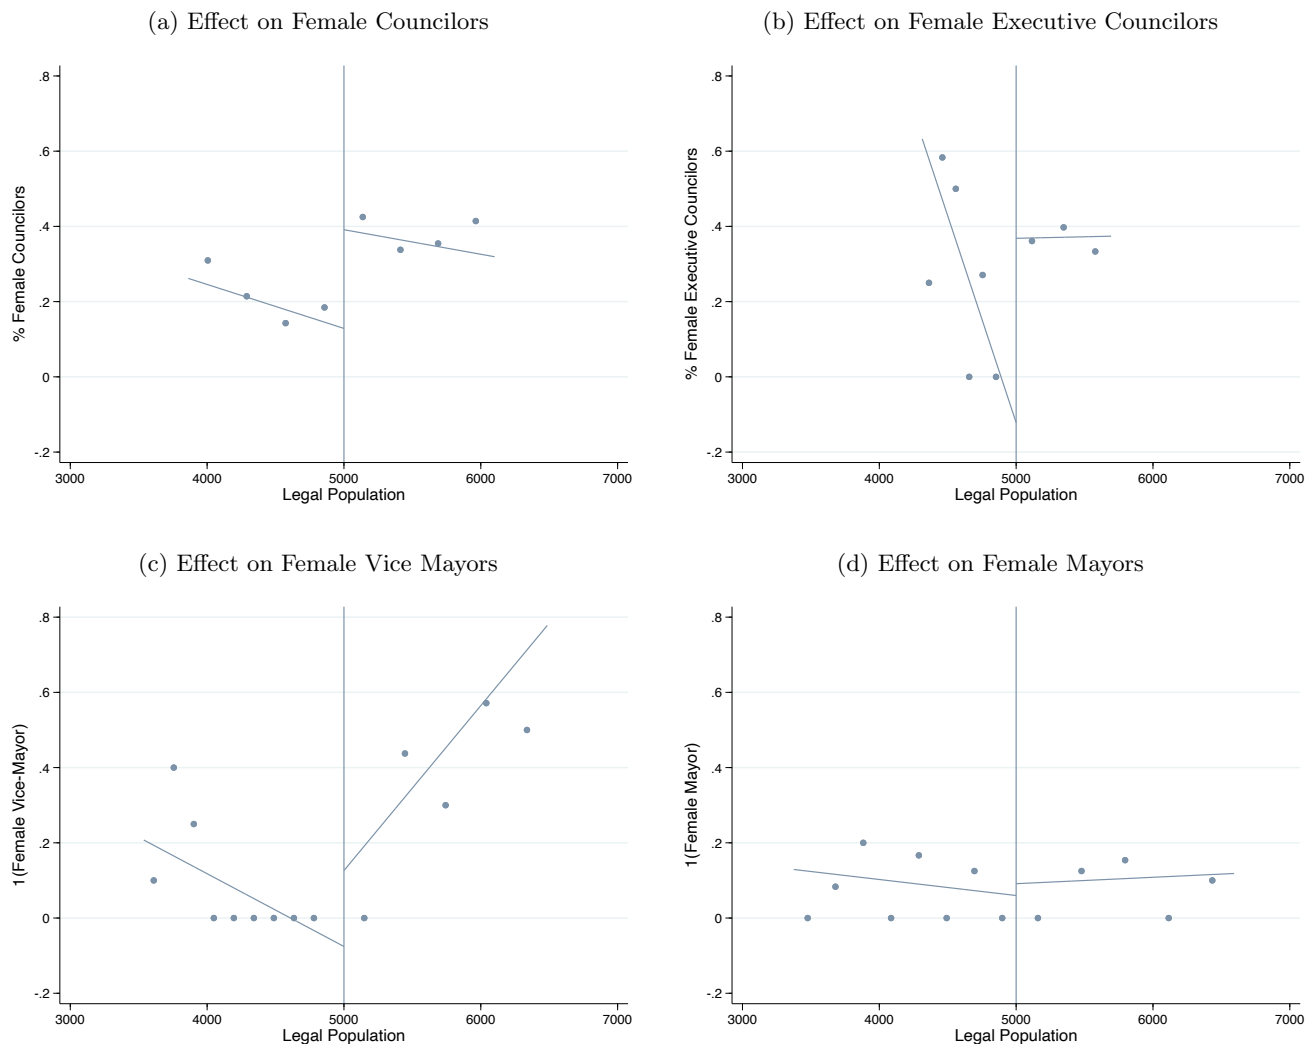 (a) Effect on Female Councilors
.8
.6
.4
.2
0
-.2
% Female Councilors
3000 4000 5000 6000 7000
Legal Population
(b) Effect on Female Executive Councilors
.8
.6
.4
.2
0
-.2
% Female Executive Councilors
3000 4000 5000 6000 7000
Legal Population
(c) Effect on Female Vice Mayors
.8
.6
.4
.2
0
-.2
1(Female Vice-Mayor)
3000 4000 5000 6000 7000
Legal Population
(d) Effect on Female Mayors
.8
.6
.4
.2
0
-.2
1(Female Mayor)
3000 4000 5000 6000 7000
Legal Population